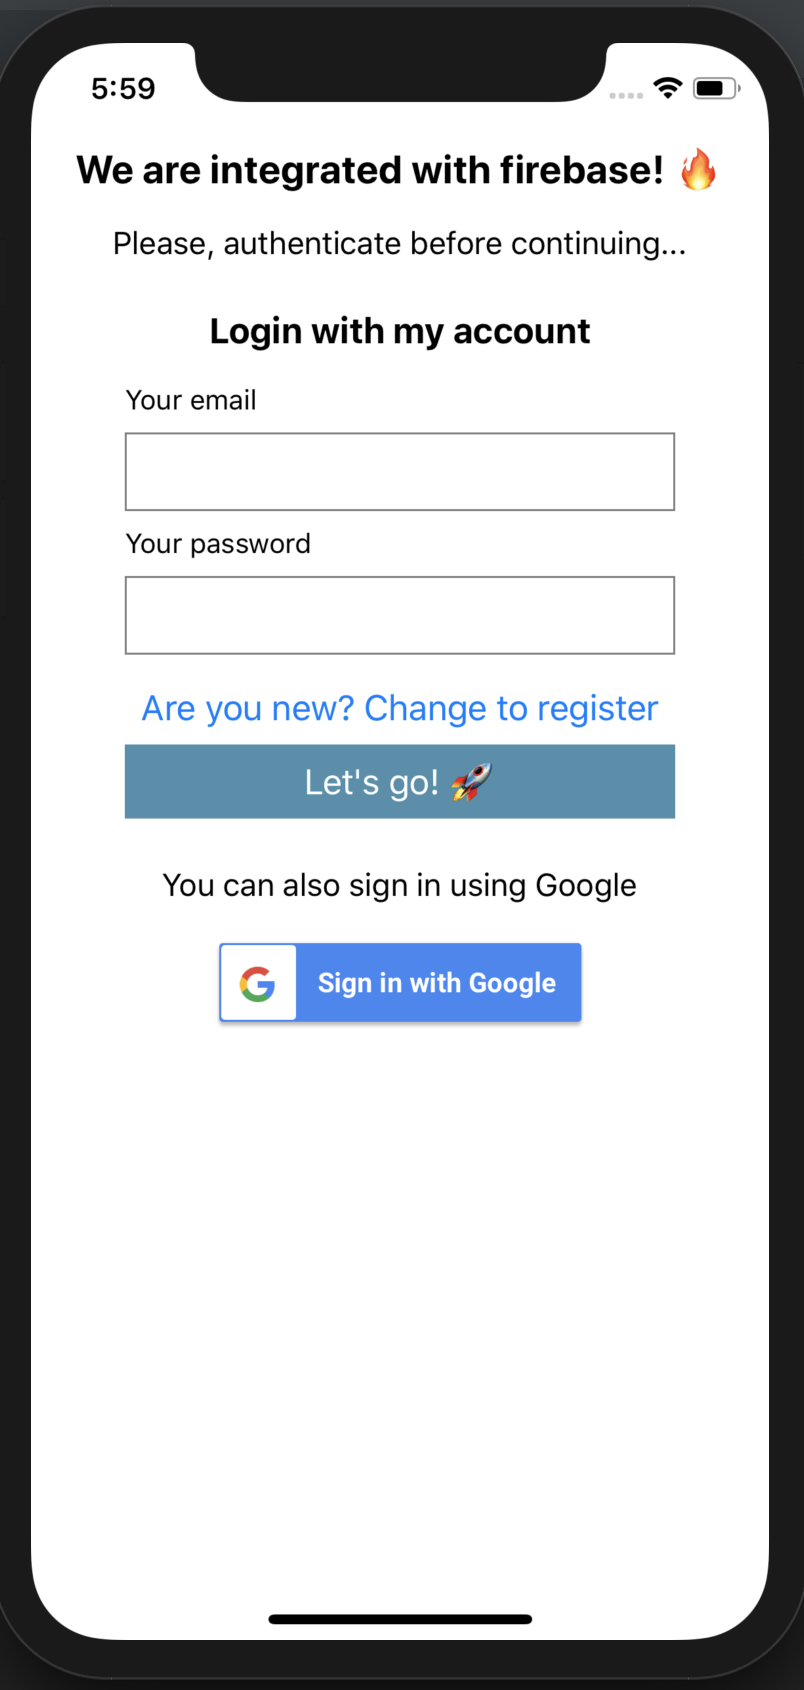 5:59
We are integrated with firebase! 🔥
Please, authenticate before continuing...
Login with my account
Your email
Your password
Are you new? Change to register
Let's go! 🚀
You can also sign in using Google
G Sign in with Google